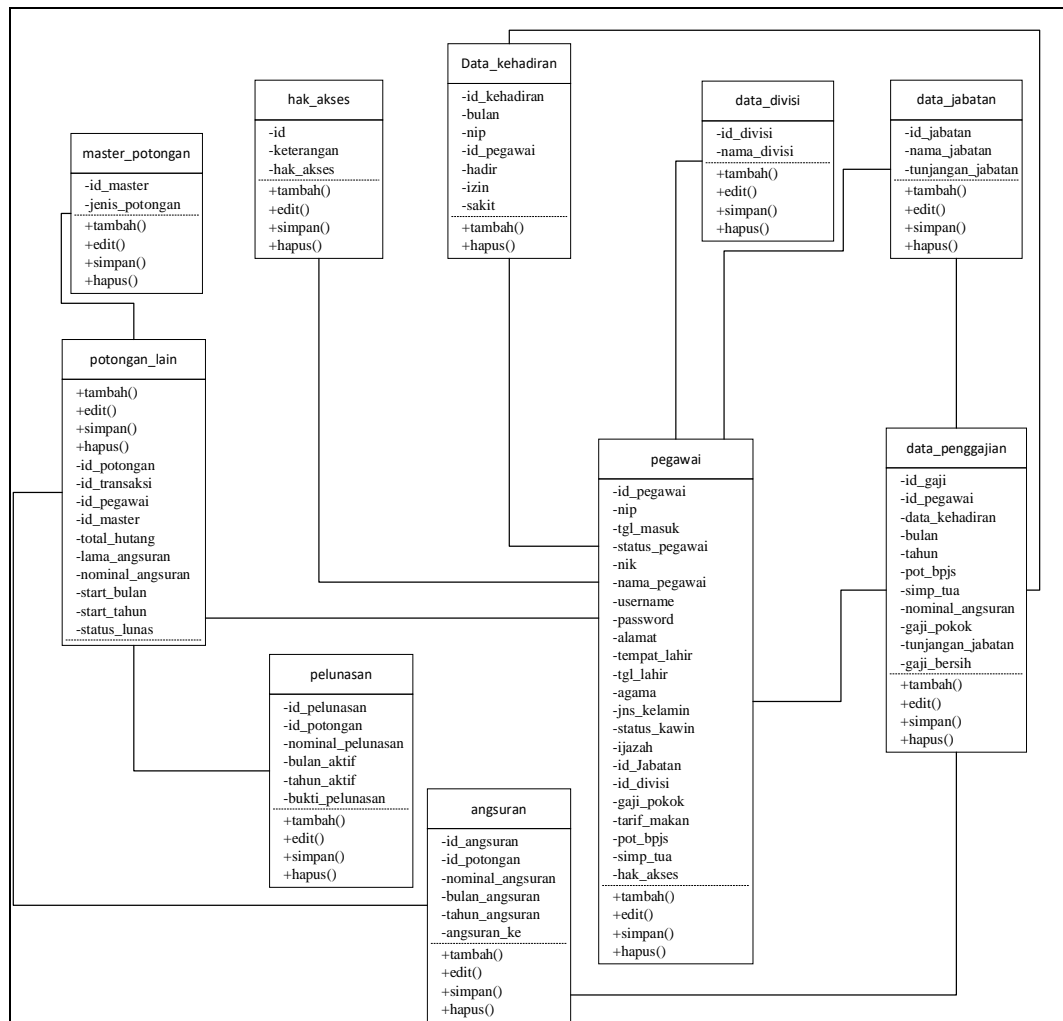 master_potongan
-id_master
-jenis_potongan
+tambah()
+edit()
+simpan()
+hapus()
hak_akses
-id
-keterangan
-hak_akses
+tambah()
+edit()
+simpan()
+hapus()
Data_kehadiran
-id_kehadiran
-bulan
-nip
-id_pegawai
-hadir
-izin
-sakit
+tambah()
+hapus()
data_divisi
-id_divisi
-nama_divisi
+tambah()
+edit()
+simpan()
+hapus()
data_jabatan
-id_jabatan
-nama_jabatan
-tunjangan_jabatan
+tambah()
+edit()
+simpan()
+hapus()
potongan_lain
+tambah()
+edit()
+simpan()
+hapus()
-id_potongan
-id_transaksi
-id_pegawai
-id_master
-total_hutang
-lama_angsuran
-nominal_angsuran
-start_bulan
-start_tahun
-status_lunas
pelunasan
-id_pelunasan
-id_potongan
-nominal_pelunasan
-bulan_aktif
-tahun_aktif
-bukti_pelunasan
+tambah()
+edit()
+simpan()
+hapus()
angsuran
-id_angsuran
-id_potongan
-nominal_angsuran
-bulan_angsuran
-tahun_angsuran
-angsuran_ke
+tambah()
+edit()
+simpan()
+hapus()
pegawai
-id_pegawai
-nip
-tgl_masuk
-status_pegawai
-nik
-nama_pegawai
-username
-password
-alamat
-tempat_lahir
-tgl_lahir
-agama
-jns_kelamin
-status_kawin
-ijazah
-id_Jabatan
-id_divisi
-gaji_pokok
-tarif_makan
-pot_bpjs
-simp_tua
-hak_akses
+tambah()
+edit()
+simpan()
+hapus()
data_penggajian
-id_gaji
-id_pegawai
-data_kehadiran
-bulan
-tahun
-pot_bpjs
-simp_tua
-nominal_angsuran
-gaji_pokok
-tunjangan_jabatan
-gaji_bersih
+tambah()
+edit()
+simpan()
+hapus()